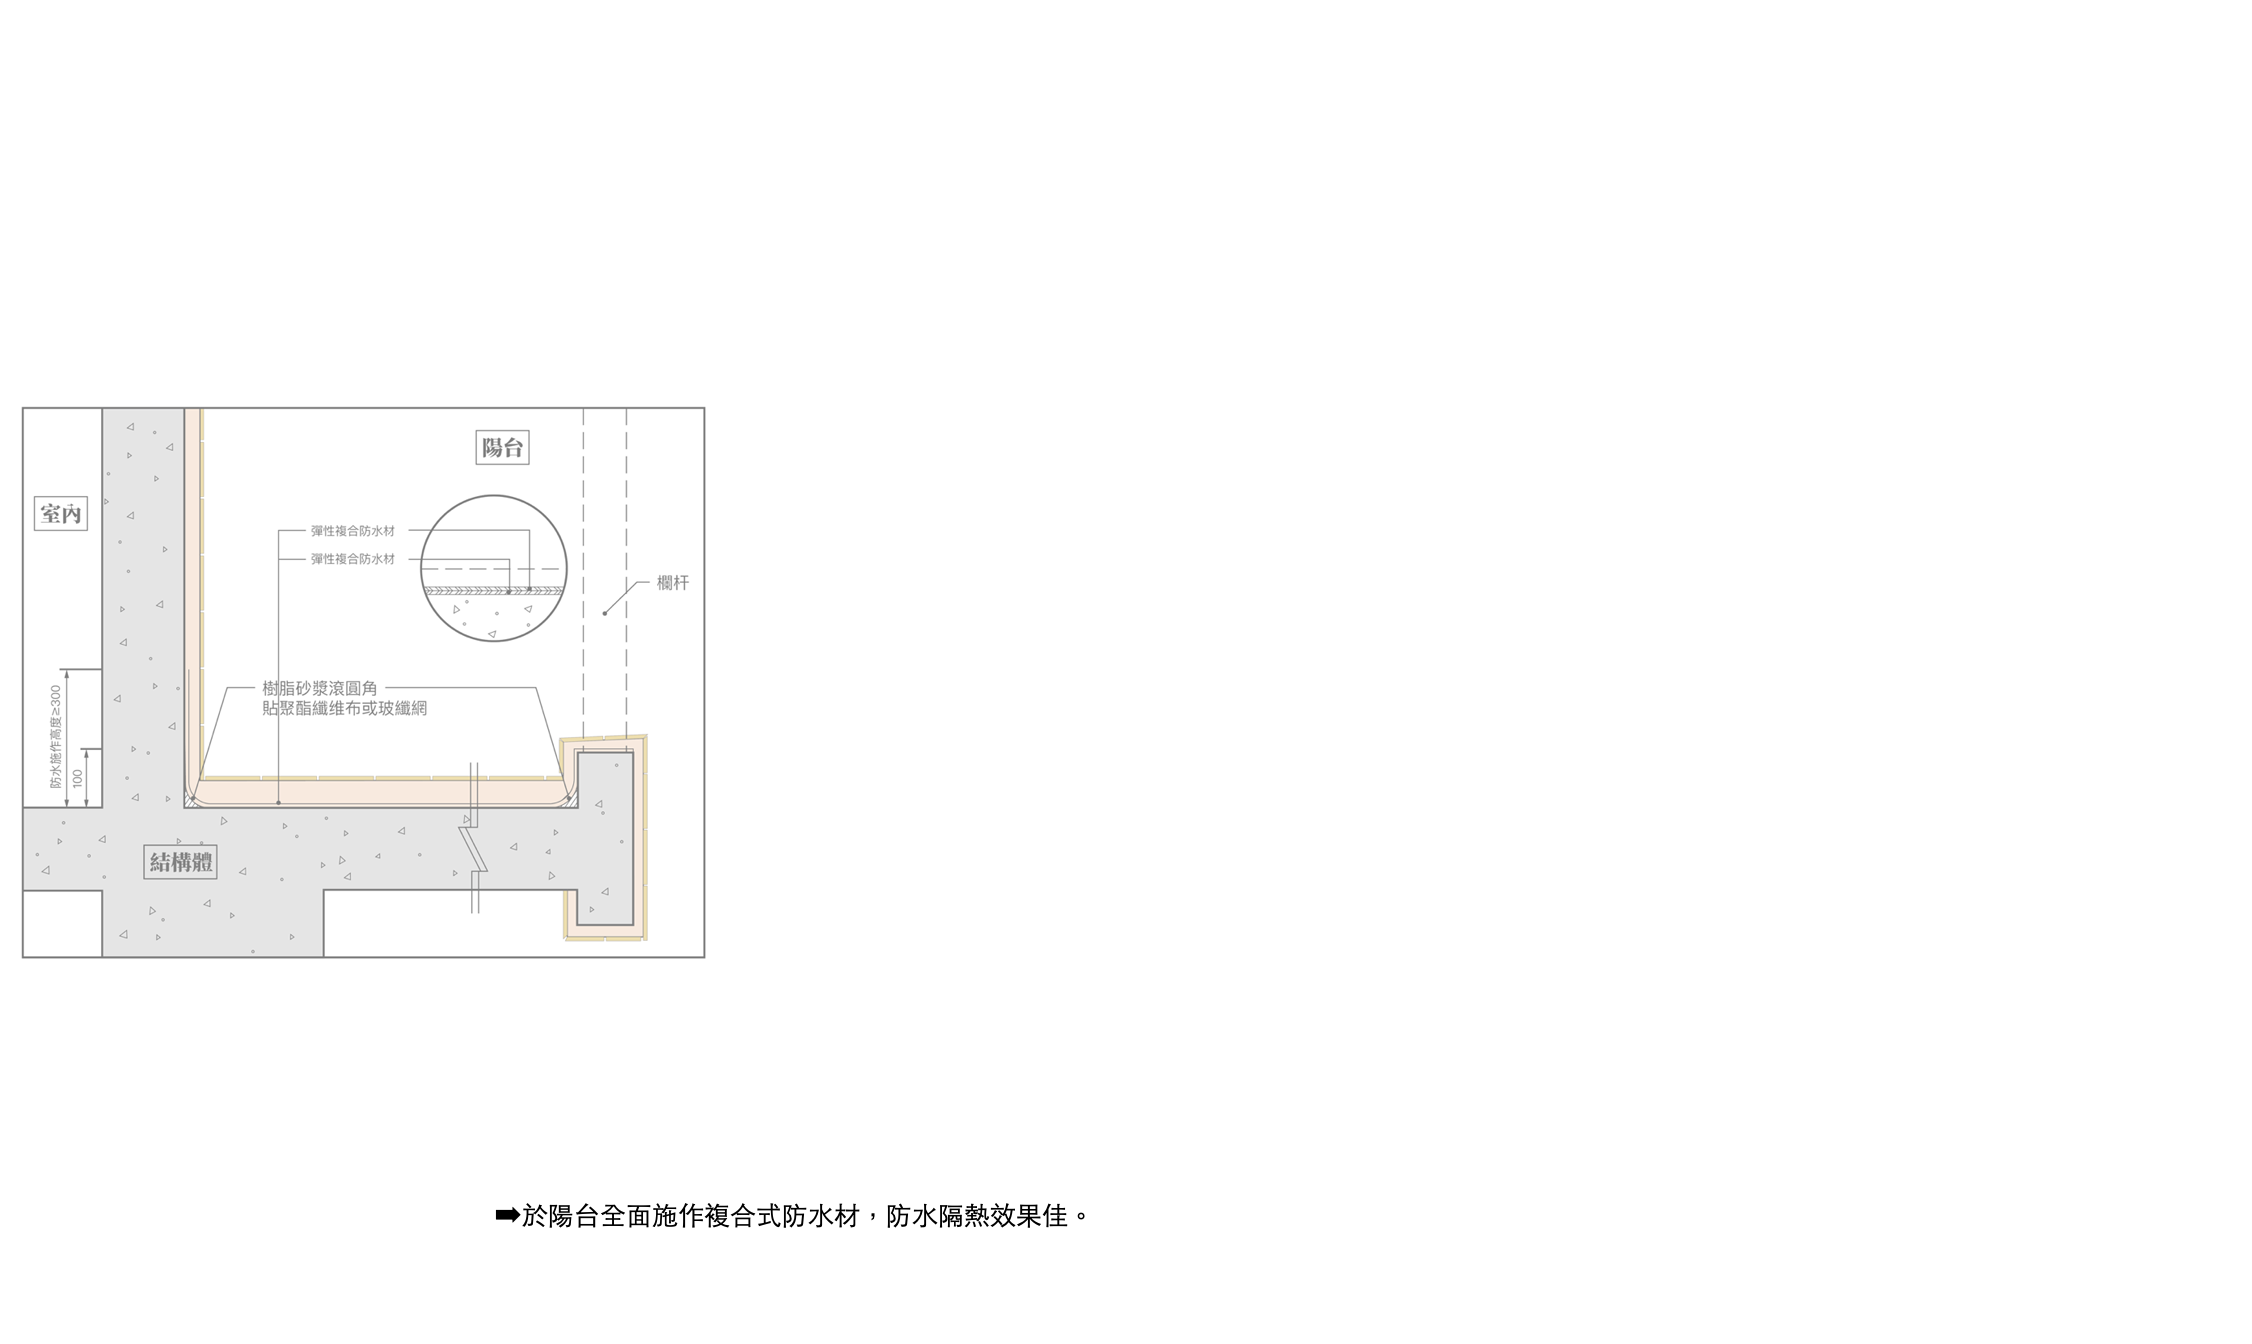 陽台
室內
彈性複合防水材
彈性複合防水材
欄杆
樹脂砂漿滾圓角
貼聚酯纖维布或玻纖網
防水施作高度≥300
100
結構體
➡於陽台全面施作複合式防水材，防水隔熱效果佳。